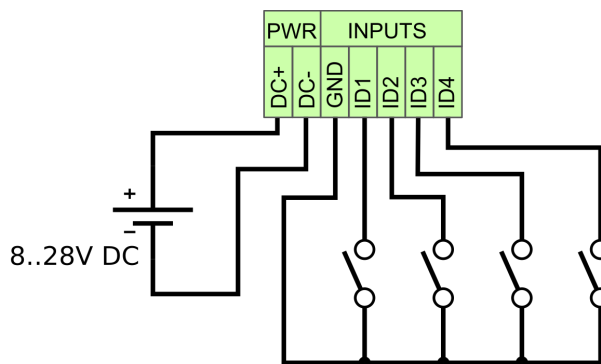 PWR INPUTS
DC+ DC- GND ID1 ID2 ID3 ID4
+
−
8..28V DC